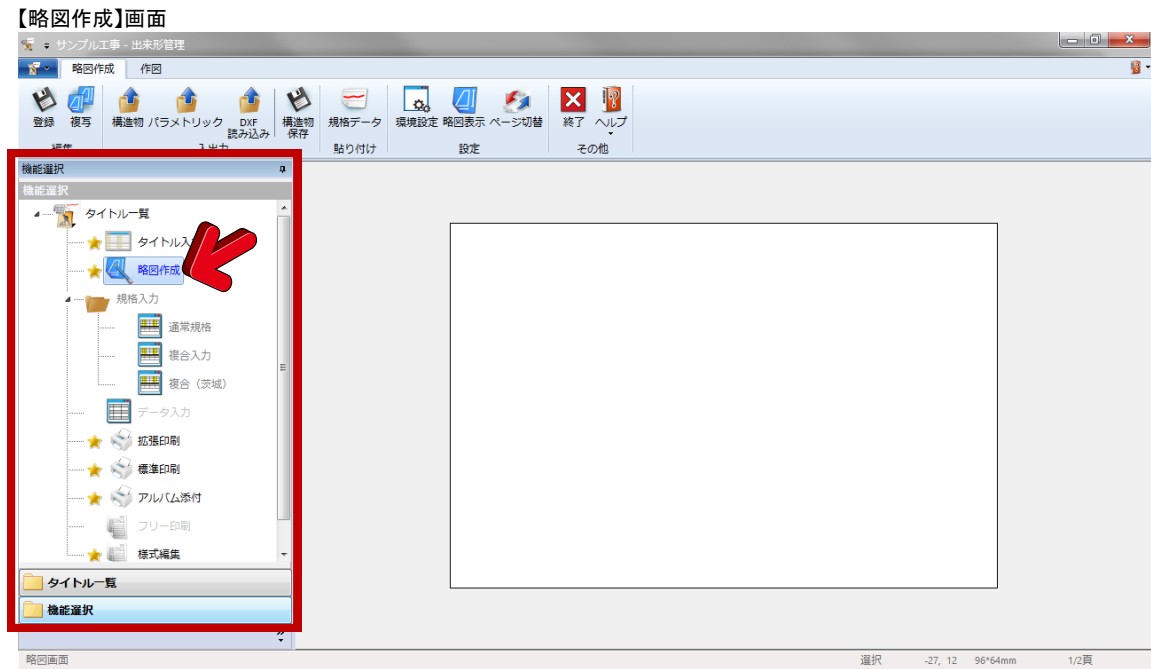 【略図作成】画面
サンプル工事 - 出来形管理
略図作成 作図
登録 複写 構造物 パラメトリック DXF読み込み 構造物保存 規格データ 環境設定 略図表示 ページ切替 終了 ヘルプ
編集 入出力 貼り付け 設定 その他
機能選択
機能選択
タイトル一覧
タイトル入
略図作成
規格入力
通常規格
複合入力
複合（茨城）
データ入力
拡張印刷
標準印刷
アルバム添付
フリー印刷
様式編集
タイトル一覧
機能選択
略図画面 選択 -27, 12 96*64mm 1/2頁